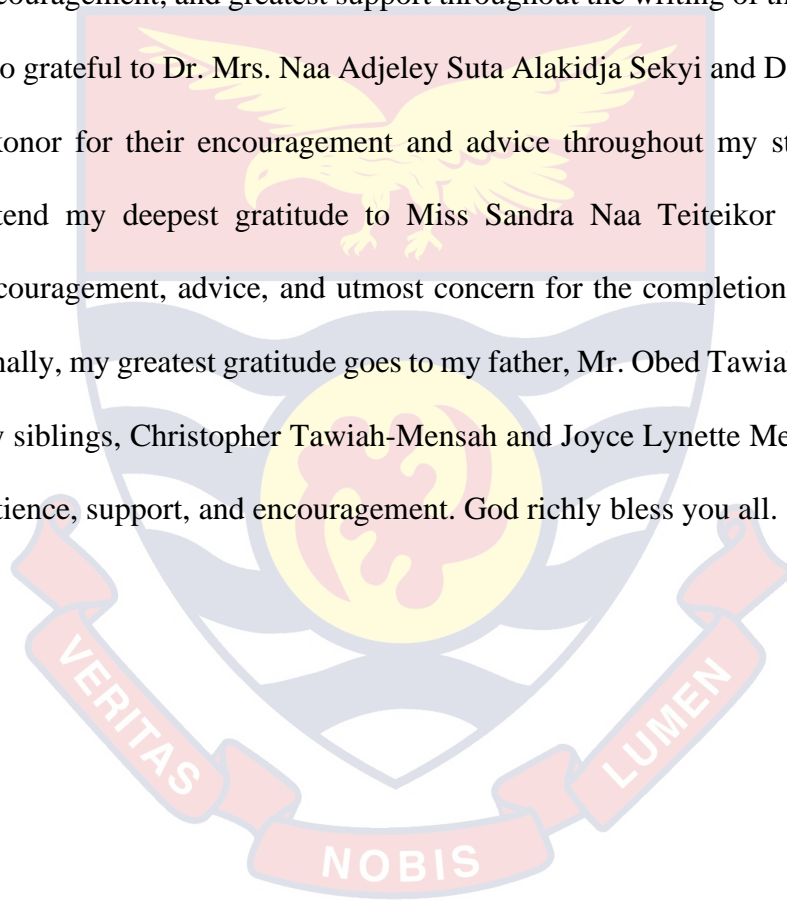 couragement, and greatest support throughout the writing of th
o grateful to Dr. Mrs. Naa Adjeley Suta Alakidja Sekyi and D
konor for their encouragement and advice throughout my st
tend my deepest gratitude to Miss Sandra Naa Teiteikor
couragement, advice, and utmost concern for the completion
nally, my greatest gratitude goes to my father, Mr. Obed Tawia
y siblings, Christopher Tawiah-Mensah and Joyce Lynette Me
tience, support, and encouragement. God richly bless you all.
VERITAS
NOBIS
LUMEN